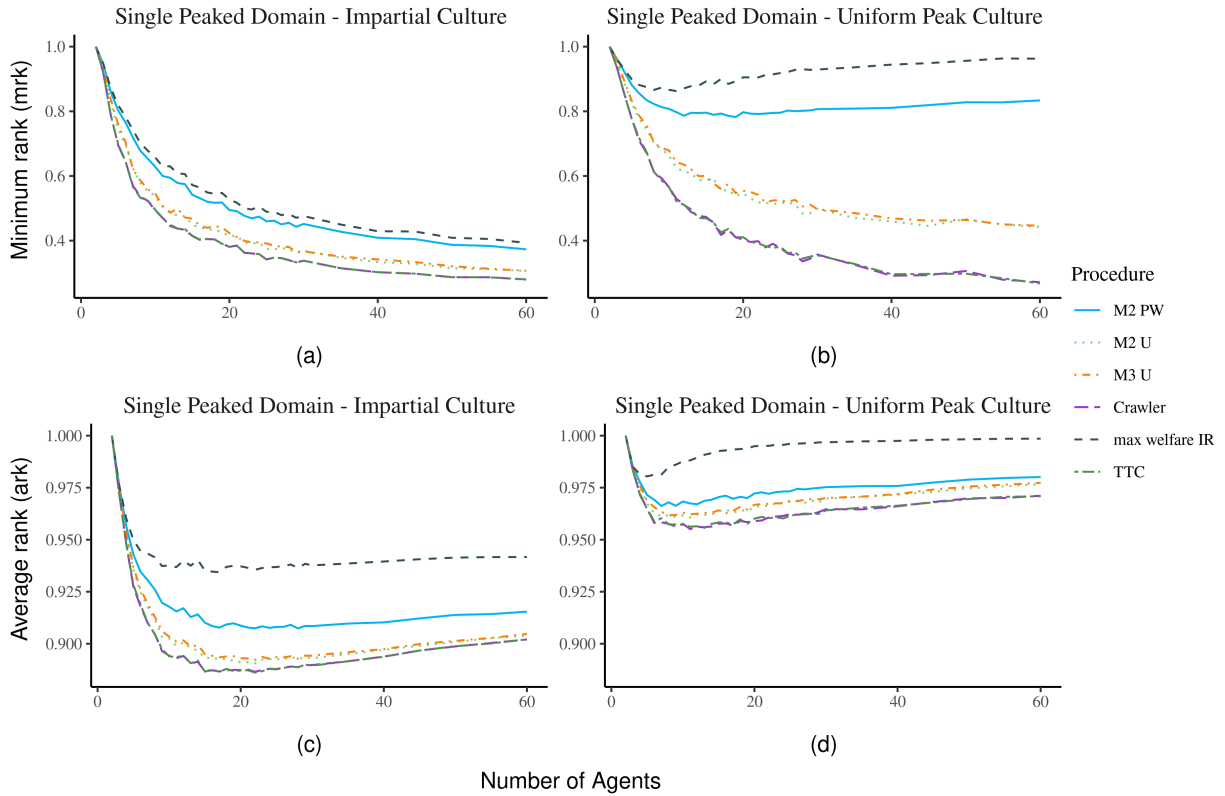 Single Peaked Domain - Impartial Culture
Single Peaked Domain - Uniform Peak Culture
Minimum rank (mrk)
1.0
0.8
0.6
0.4
0
20
40
60
1.0
0.8
0.6
0.4
0
20
40
60
(a)
(b)
Procedure
M2 PW
M2 U
M3 U
Crawler
max welfare IR
TTC
Single Peaked Domain - Impartial Culture
Single Peaked Domain - Uniform Peak Culture
Average rank (ark)
1.000
0.975
0.950
0.925
0.900
0
20
40
60
1.000
0.975
0.950
0.925
0.900
0
20
40
60
(c)
(d)
Number of Agents